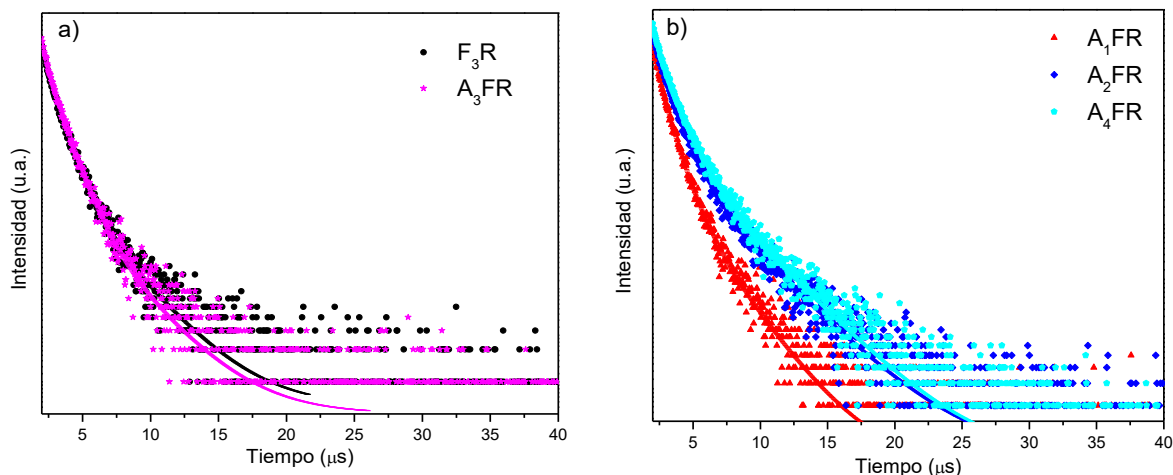 a)
F₃R
A₃FR
Intensidad (u.a.)
5 10 15 20 25 30 35 40
Tiempo (μs)
b)
A₁FR
A₂FR
A₄FR
Intensidad (u.a.)
5 10 15 20 25 30 35 40
Tiempo (μs)